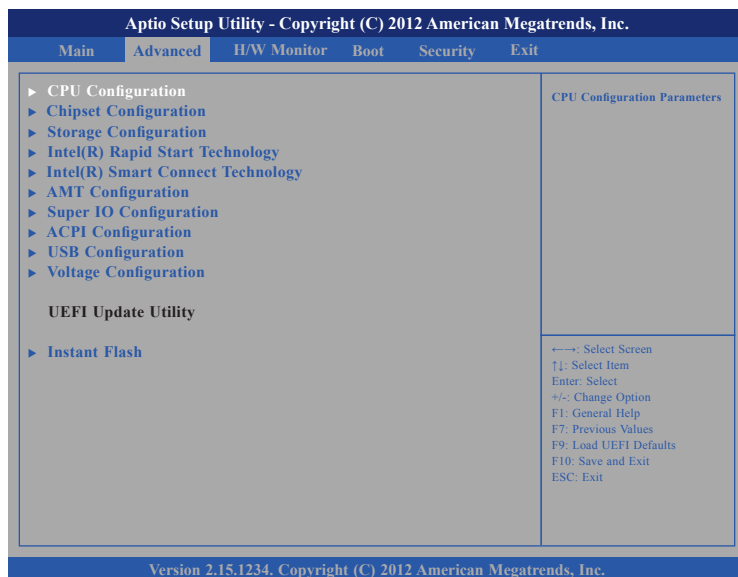 Aptio Setup Utility - Copyright (C) 2012 American Megatrends, Inc.
Main Advanced H/W Monitor Boot Security Exit
► CPU Configuration
► Chipset Configuration
► Storage Configuration
► Intel(R) Rapid Start Technology
► Intel(R) Smart Connect Technology
► AMT Configuration
► Super IO Configuration
► ACPI Configuration
► USB Configuration
► Voltage Configuration
UEFI Update Utility
► Instant Flash
CPU Configuration Parameters
←→: Select Screen
↑↓: Select Item
Enter: Select
+/-: Change Option
F1: General Help
F7: Previous Values
F9: Load UEFI Defaults
F10: Save and Exit
ESC: Exit
Version 2.15.1234. Copyright (C) 2012 American Megatrends, Inc.